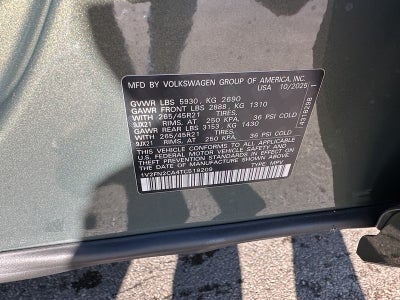 MFD BY VOLKSWAGEN GROUP OF AMERICA, INC.
USA 10/2025
GVWR LBS 5930, KG 2690
GAWR FRONT LBS 2888, KG 1310
WITH 265/45R21 TIRES,
9JX21 RIMS, AT 250 KPA, 36 PSI COLD
GAWR REAR LBS 3153, KG 1430
WITH 265/45R21 TIRES,
9JX21 RIMS, AT 250 KPA, 36 PSI COLD
THIS VEHICLE CONFORMS TO ALL APPLICABLE
FEDERAL MOTOR VEHICLE SAFETY AND THEFT
PREVENTION STANDARDS IN EFFECT ON
THE DATE OF MANUFACTURE SHOWN ABOVE.
TYPE MPV